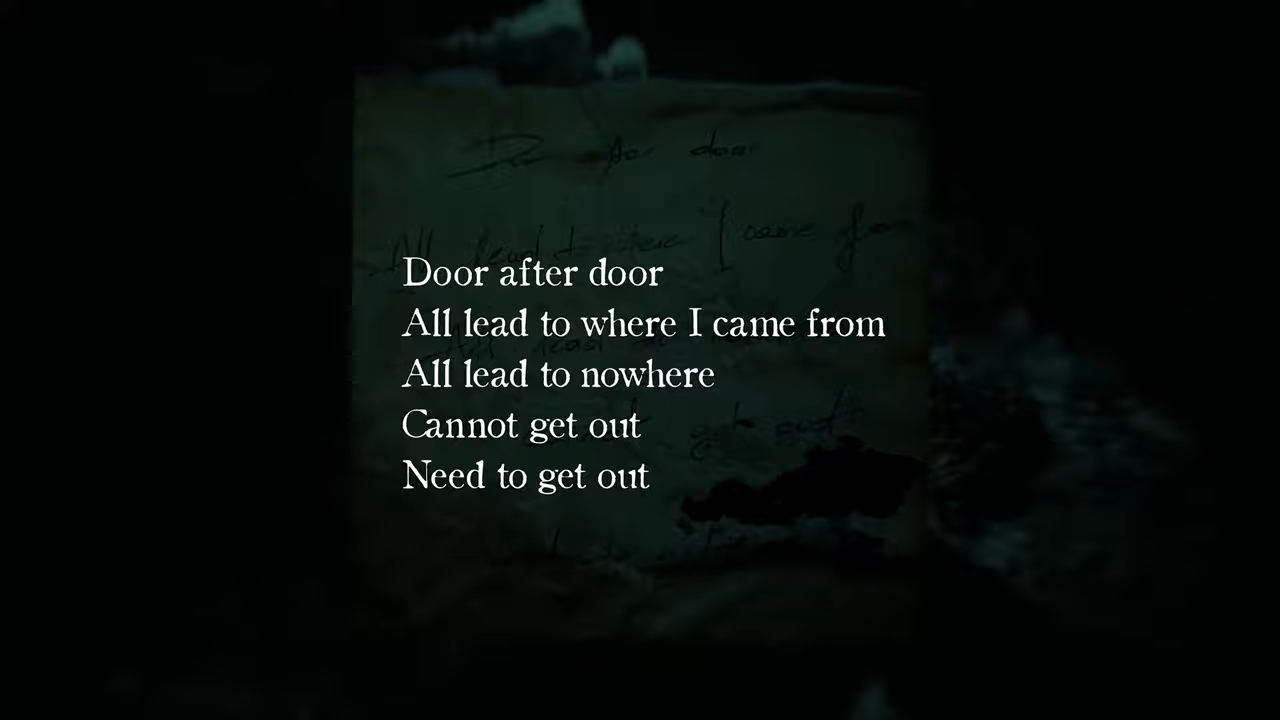 Door after door
All lead to where I came from
All lead to nowhere
Cannot get out
Need to get out